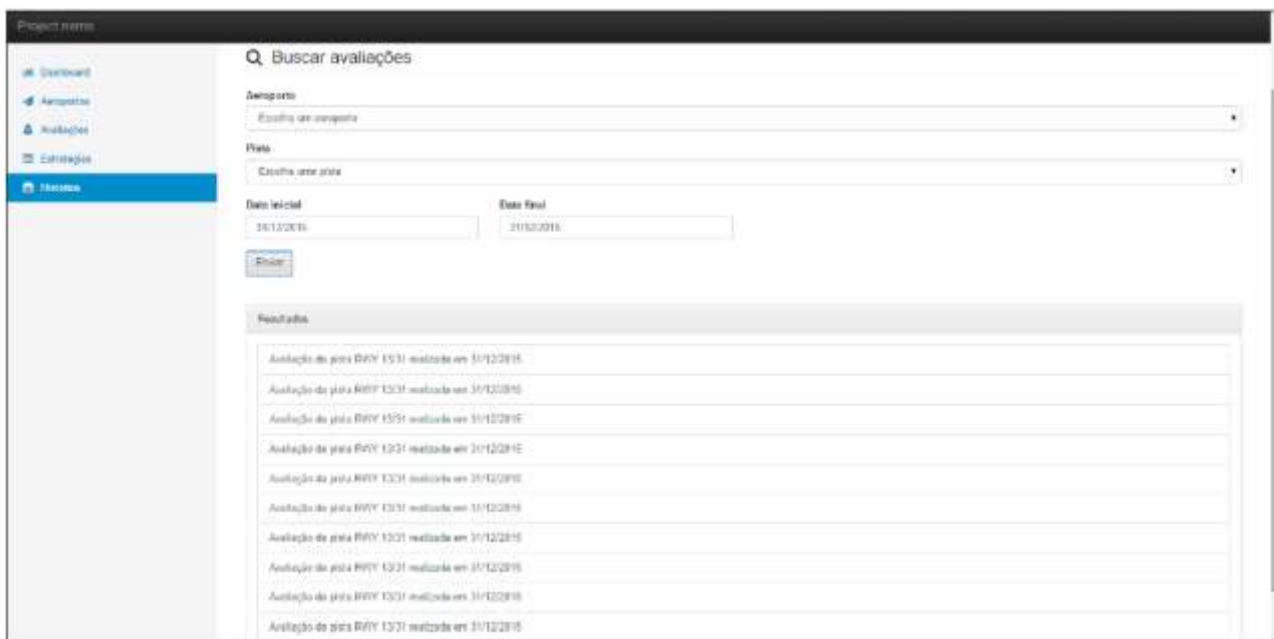 Project name
Dashboard
Aeroportos
Avaliações
Estratégias
Histórico
Buscar avaliações
Aeroporto
Escolha um aeroporto
Pista
Escolha uma pista
Data inicial
Data final
31/12/2015
31/12/2015
Enviar
Resultados
Avaliação da pista RWY 13/31 realizada em 31/12/2015
Avaliação da pista RWY 13/31 realizada em 31/12/2015
Avaliação da pista RWY 13/31 realizada em 31/12/2015
Avaliação da pista RWY 13/31 realizada em 31/12/2015
Avaliação da pista RWY 13/31 realizada em 31/12/2015
Avaliação da pista RWY 13/31 realizada em 31/12/2015
Avaliação da pista RWY 13/31 realizada em 31/12/2015
Avaliação da pista RWY 13/31 realizada em 31/12/2015
Avaliação da pista RWY 13/31 realizada em 31/12/2015
Avaliação da pista RWY 13/31 realizada em 31/12/2015